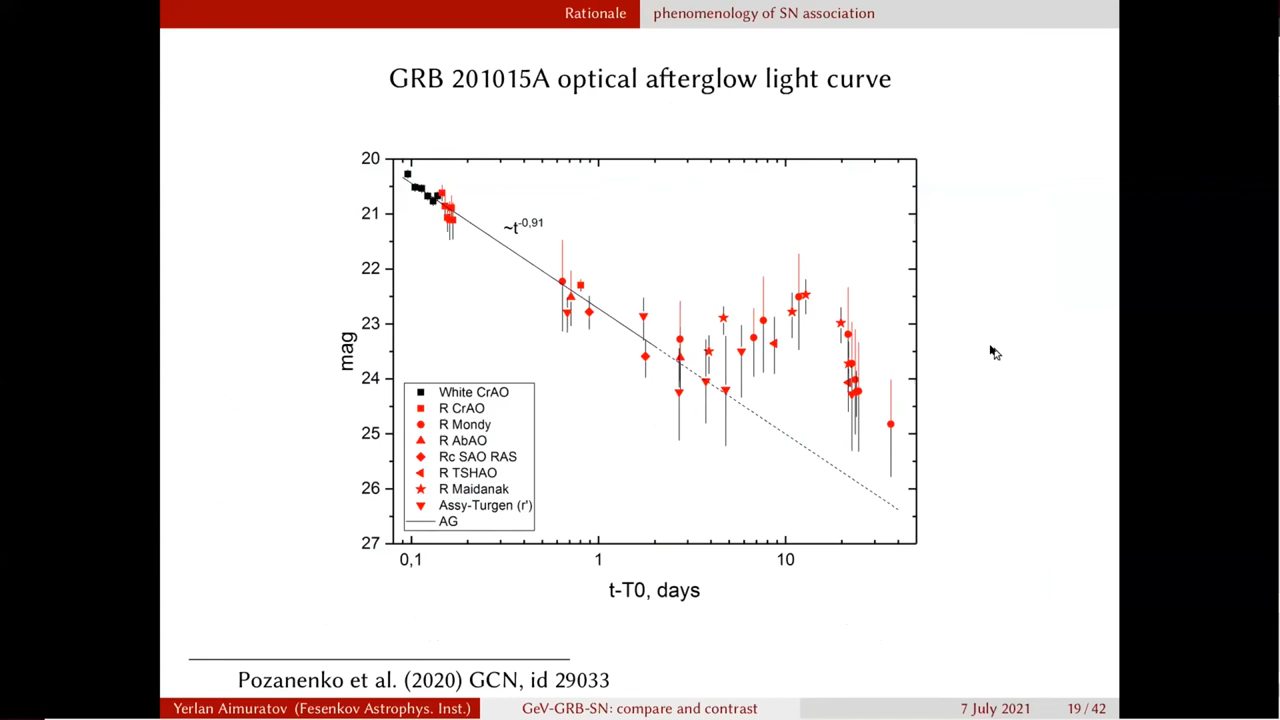 Rationale phenomenology of SN association
GRB 201015A optical afterglow light curve
20
21
22
23
24
25
26
27
mag
~t-0,91
White CrAO
R CrAO
R Mondy
R AbAO
Rc SAO RAS
R TSHAO
R Maidanak
Assy-Turgen (r')
AG
0,1 1 10
t-T0, days
Pozanenko et al. (2020) GCN, id 29033
Yerlan Aimuratov (Fesenkov Astrophys. Inst.) GeV-GRB-SN: compare and contrast 7 July 2021 19 / 42